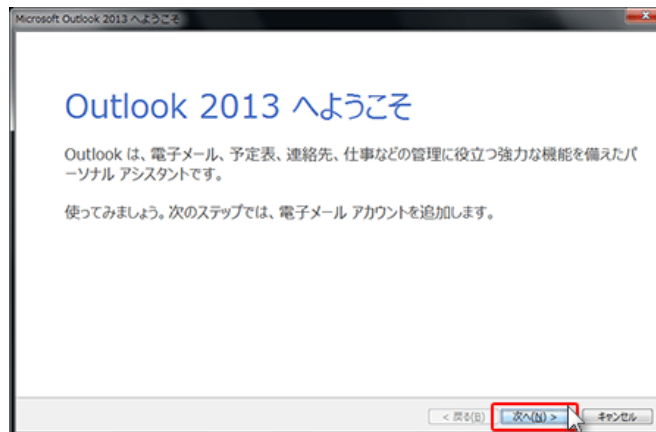 Microsoft Outlook 2013 へようこそ
Outlook 2013 へようこそ
Outlook は、電子メール、予定表、連絡先、仕事などの管理に役立つ強力な機能を備えたパ
ーソナル アシスタントです。
使ってみましょう。次のステップでは、電子メール アカウントを追加します。
< 戻る(B) 次へ(N) > キャンセル